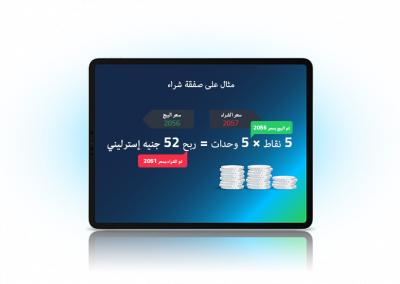 مثال على صفقة شراء
سعر البيع
2056
سعر الشراء
2057
تم البيع بسعر 2056
5 نقاط × 5 وحدات = ربح 52 جنيه إسترليني
تم الشراء بسعر 2051